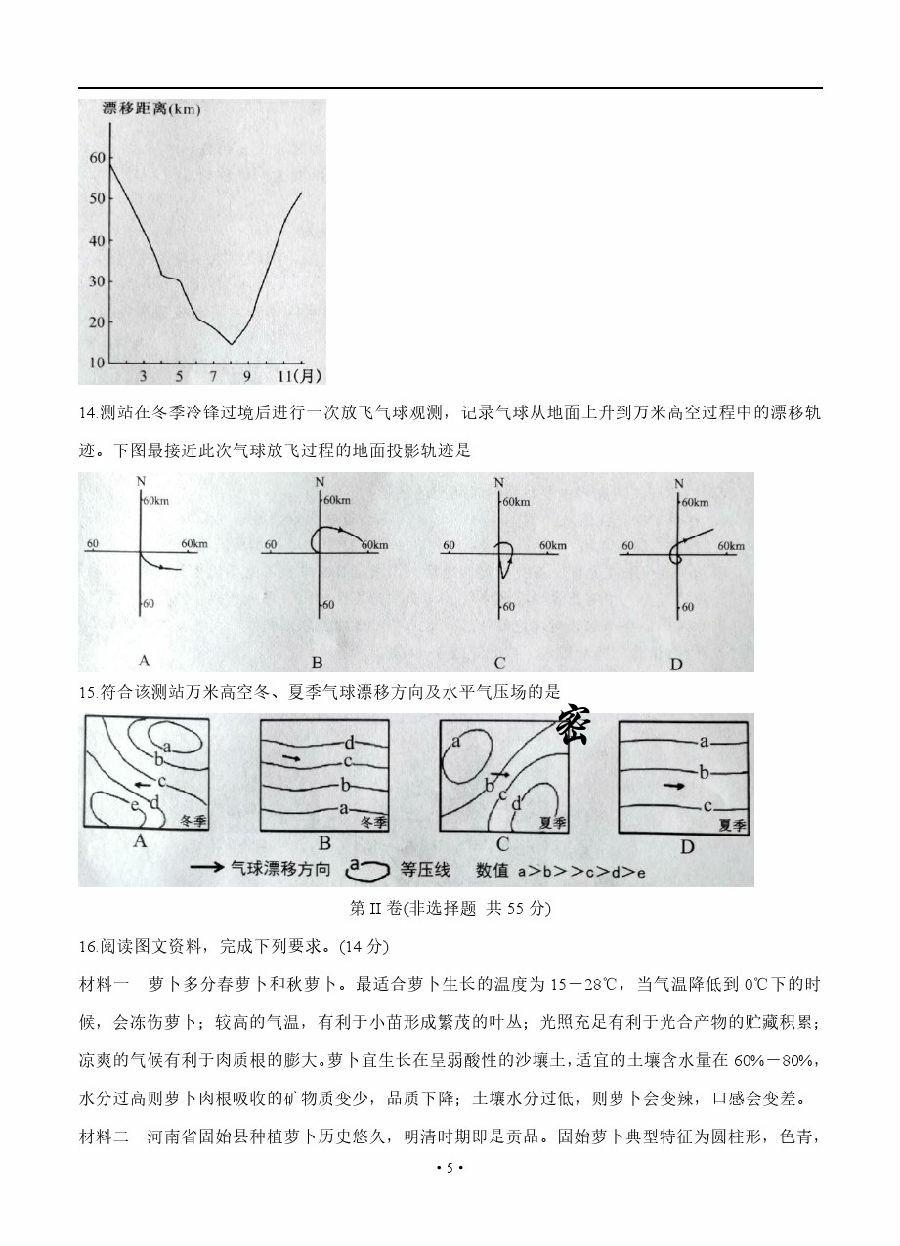 漂移距离(km)
60
50
40
30
20
10
3 5 7 9 11(月)
14.测站在冬季冷锋过境后进行一次放飞气球观测，记录气球从地面上升到万米高空过程中的漂移轨
迹。下图最接近此次气球放飞过程的地面投影轨迹是
N N N N
60km 60km 60km 60km
60 60km 60 60km 60 60km 60 60km
60 60 60 60
A B C D
15.符合该测站万米高空冬、夏季气球漂移方向及水平气压场的是
密
a b c d e 冬季
d c b a 冬季
a b c d 夏季
a b c 夏季
A B C D
气球漂移方向 a 等压线 数值 a>b>>c>d>e
第 II 卷(非选择题 共 55 分)
16.阅读图文资料，完成下列要求。(14 分)
材料一 萝卜多分春萝卜和秋萝卜。最适合萝卜生长的温度为 15－28℃，当气温降低到 0℃下的时
候，会冻伤萝卜；较高的气温，有利于小苗形成繁茂的叶丛；光照充足有利于光合产物的贮藏积累；
凉爽的气候有利于肉质根的膨大。萝卜宜生长在呈弱酸性的沙壤土，适宜的土壤含水量在 60%－80%，
水分过高则萝卜肉根吸收的矿物质变少，品质下降；土壤水分过低，则萝卜会变辣，口感会变差。
材料二 河南省固始县种植萝卜历史悠久，明清时期即是贡品。固始萝卜典型特征为圆柱形，色青，
·5·